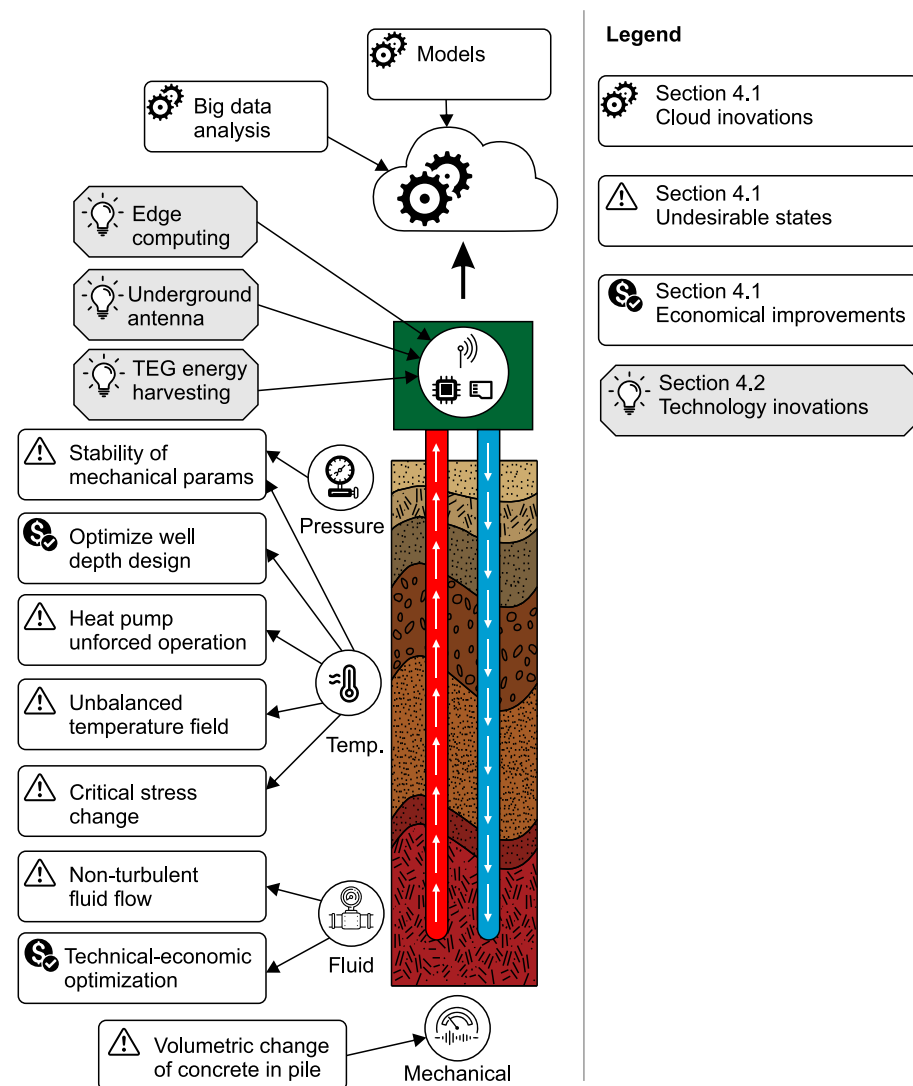 Models
Big data
analysis
Edge
computing
Underground
antenna
TEG energy
harvesting
Stability of
mechanical params
Pressure
Optimize well
depth design
Heat pump
unforced operation
Unbalanced
temperature field
Temp.
Critical stress
change
Non-turbulent
fluid flow
Technical-economic
optimization
Fluid
Volumetric change
of concrete in pile
Mechanical
Legend
Section 4.1
Cloud inovations
Section 4.1
Undesirable states
Section 4.1
Economical improvements
Section 4.2
Technology inovations